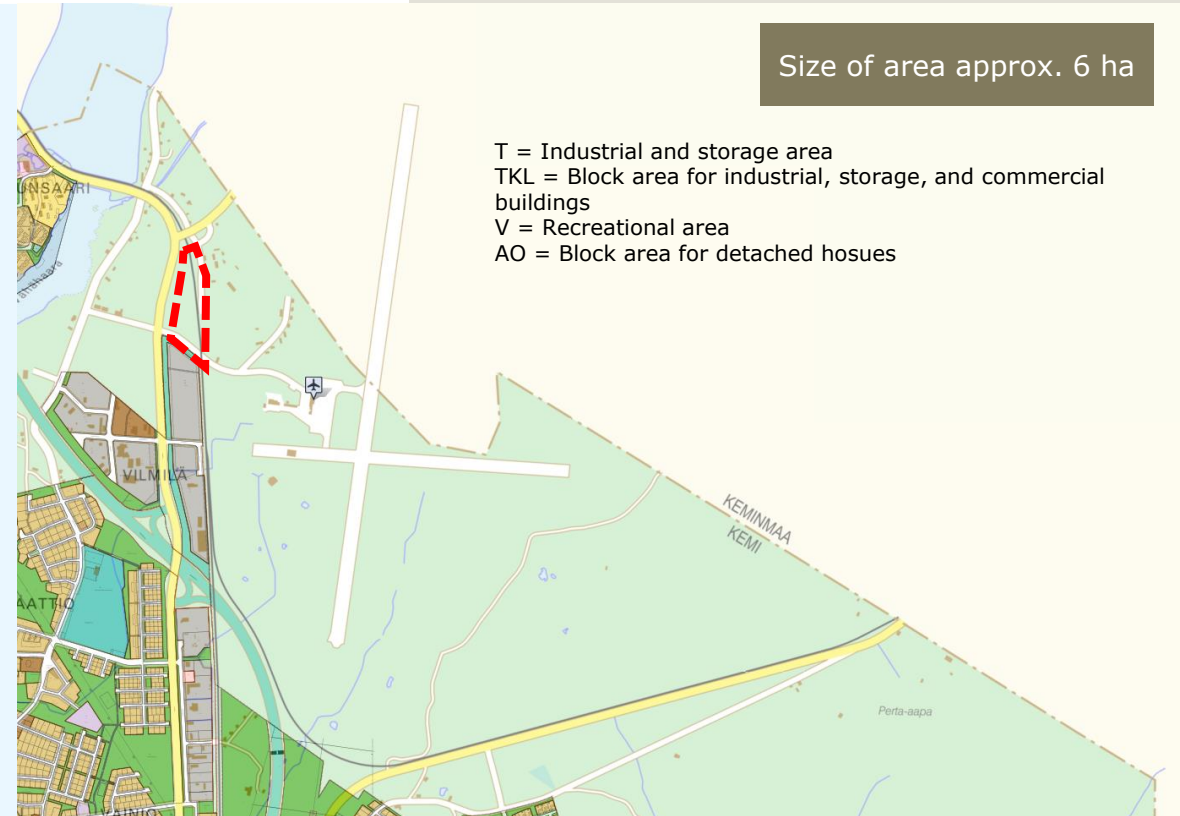 Size of area approx. 6 ha
T = Industrial and storage area
TKL = Block area for industrial, storage, and commercial
buildings
V = Recreational area
AO = Block area for detached hosues
UNSAARI
VILMILÄ
KEMINMAA
KEMI
AATTIO
Perta-aapa
VAINIO